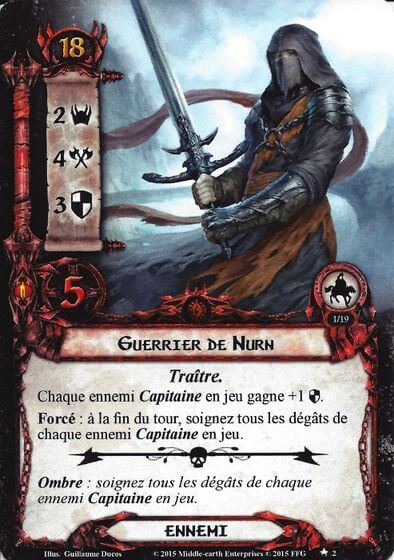 18
2
4
3
5
1/19
GUERRIER DE NURN
Traître.
Chaque ennemi Capitaine en jeu gagne +1 .
Forcé : à la fin du tour, soignez tous les dégâts de
chaque ennemi Capitaine en jeu.
Ombre : soignez tous les dégâts de chaque
ennemi Capitaine en jeu.
ENNEMI
Illus. Guillaume Ducos © 2015 Middle-earth Enterprises © 2015 FFG 2